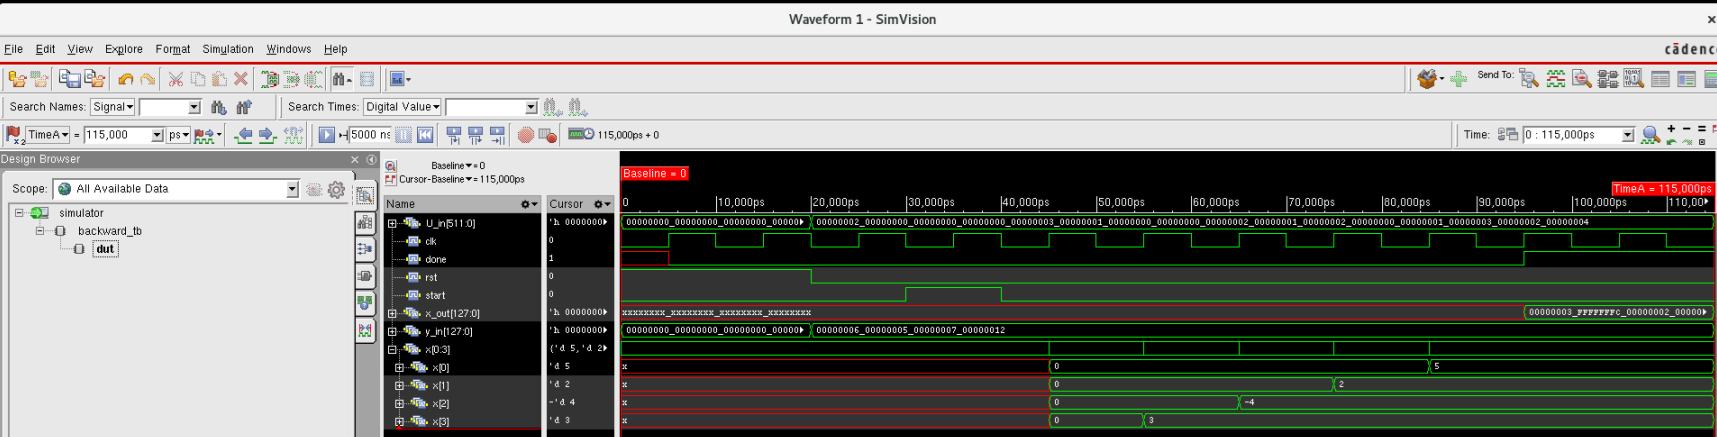 Waveform 1 - SimVision
File Edit View Explore Format Simulation Windows Help
cādence
Send To:
Search Names: Signal Search Times: Digital Value
TimeA = 115,000 ps 5000 ns 115,000ps + 0 Time: 0 : 115,000ps
Design Browser
Scope: All Available Data
simulator
backward_tb
dut
Baseline = 0
Cursor-Baseline = 115,000ps
Name Cursor
Baseline = 0
TimeA = 115,000ps
0 10,000ps 20,000ps 30,000ps 40,000ps 50,000ps 60,000ps 70,000ps 80,000ps 90,000ps 100,000ps 110,00
U_in[511:0] 'h 0000000 00000000_00000000_00000000_00000 00000002_00000000_00000000_00000000_00000003_00000001_00000000_00000000_00000002_00000001_00000002_00000000_00000001_00000003_00000002_00000004
clk 0
done 1
rst 0
start 0
x_out[127:0] 'h 0000000 xxxxxxxx_xxxxxxxx_xxxxxxxx_xxxxxxxx 00000003_FFFFFFFC_00000002_00000
y_in[127:0] 'h 0000000 00000000_00000000_00000000_00000 00000006_00000005_00000007_00000012
x[0:3] ('d 5,'d 2
x[0] 'd 5 x 0 5
x[1] 'd 2 x 0 2
x[2] -'d 4 x 0 -4
x[3] 'd 3 x 0 3